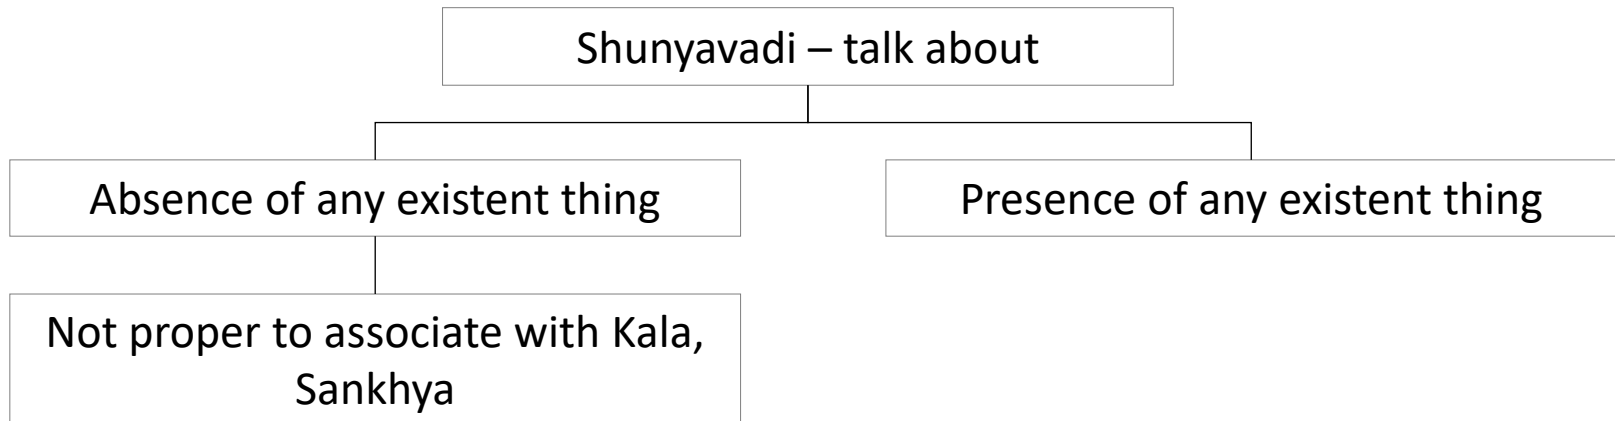 Shunyavadi – talk about
Absence of any existent thing
Presence of any existent thing
Not proper to associate with Kala,
Sankhya